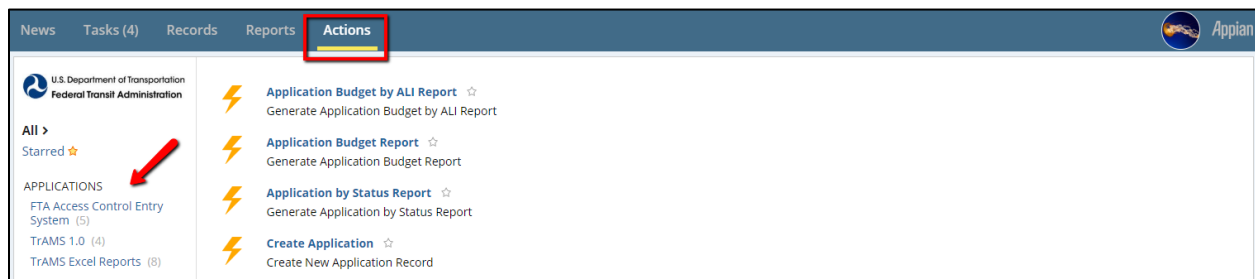 News Tasks (4) Records Reports Actions Appian
U.S. Department of Transportation
Federal Transit Administration
All >
Starred
APPLICATIONS
FTA Access Control Entry
System (5)
TrAMS 1.0 (4)
TrAMS Excel Reports (8)
Application Budget by ALI Report
Generate Application Budget by ALI Report
Application Budget Report
Generate Application Budget Report
Application by Status Report
Generate Application by Status Report
Create Application
Create New Application Record